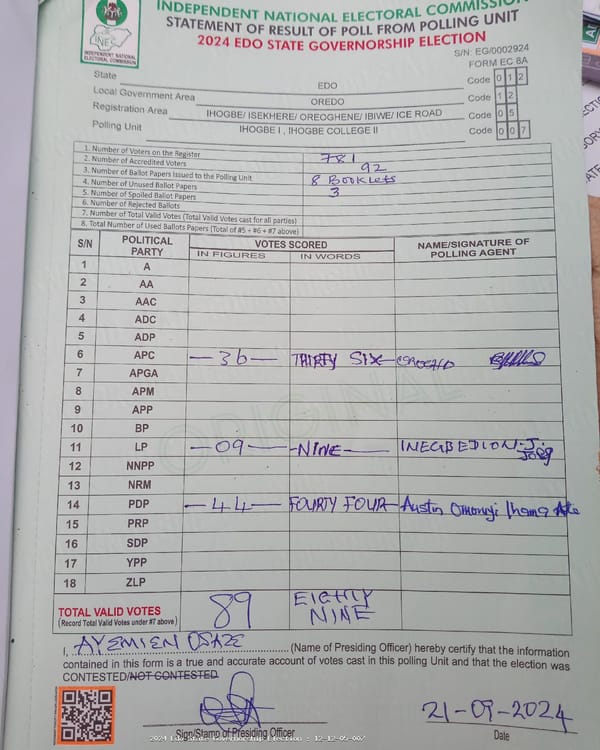 INDEPENDENT NATIONAL ELECTORAL COMMISSION
STATEMENT OF RESULT OF POLL FROM POLLING UNIT
2024 EDO STATE GOVERNORSHIP ELECTION
INEC
INDEPENDENT NATIONAL
ELECTORAL COMMISSION
S/N: EG/0002924
FORM EC 8A
State EDO Code 0 1 2
Local Government Area OREDO Code 1 2
Registration Area IHOGBE/ ISEKHERE/ OREOGHENE/ IBIWE/ ICE ROAD Code 0 5
Polling Unit IHOGBE I , IHOGBE COLLEGE II Code 0 0 7
1. Number of Voters on the Register 781
2. Number of Accredited Voters 92
3. Number of Ballot Papers Issued to the Polling Unit 8 Booklets
4. Number of Unused Ballot Papers
5. Number of Spoiled Ballot Papers 3
6. Number of Rejected Ballots
7. Number of Total Valid Votes (Total Valid Votes cast for all parties)
8. Total Number of Used Ballots Papers (Total of #5 + #6 + #7 above)
S/N POLITICAL PARTY VOTES SCORED NAME/SIGNATURE OF POLLING AGENT
IN FIGURES IN WORDS
1 A
2 AA
3 AAC
4 ADC
5 ADP
6 APC —36— THIRTY SIX
7 APGA
8 APM
9 APP
10 BP
11 LP —09— —NINE— INEGBEDION J.
12 NNPP
13 NRM
14 PDP —44— FOURTY FOUR Austin
15 PRP
16 SDP
17 YPP
18 ZLP
ORIGINAL
TOTAL VALID VOTES 89 EIGHTY NINE
(Record Total Valid Votes under #7 above)
I, AYEMIEN OSAZE (Name of Presiding Officer) hereby certify that the information
contained in this form is a true and accurate account of votes cast in this polling Unit and that the election was
CONTESTED/NOT CONTESTED
21-09-2024
Sign/Stamp of Presiding Officer Date
2024 Edo State Governorship Election : 12-12-05-007